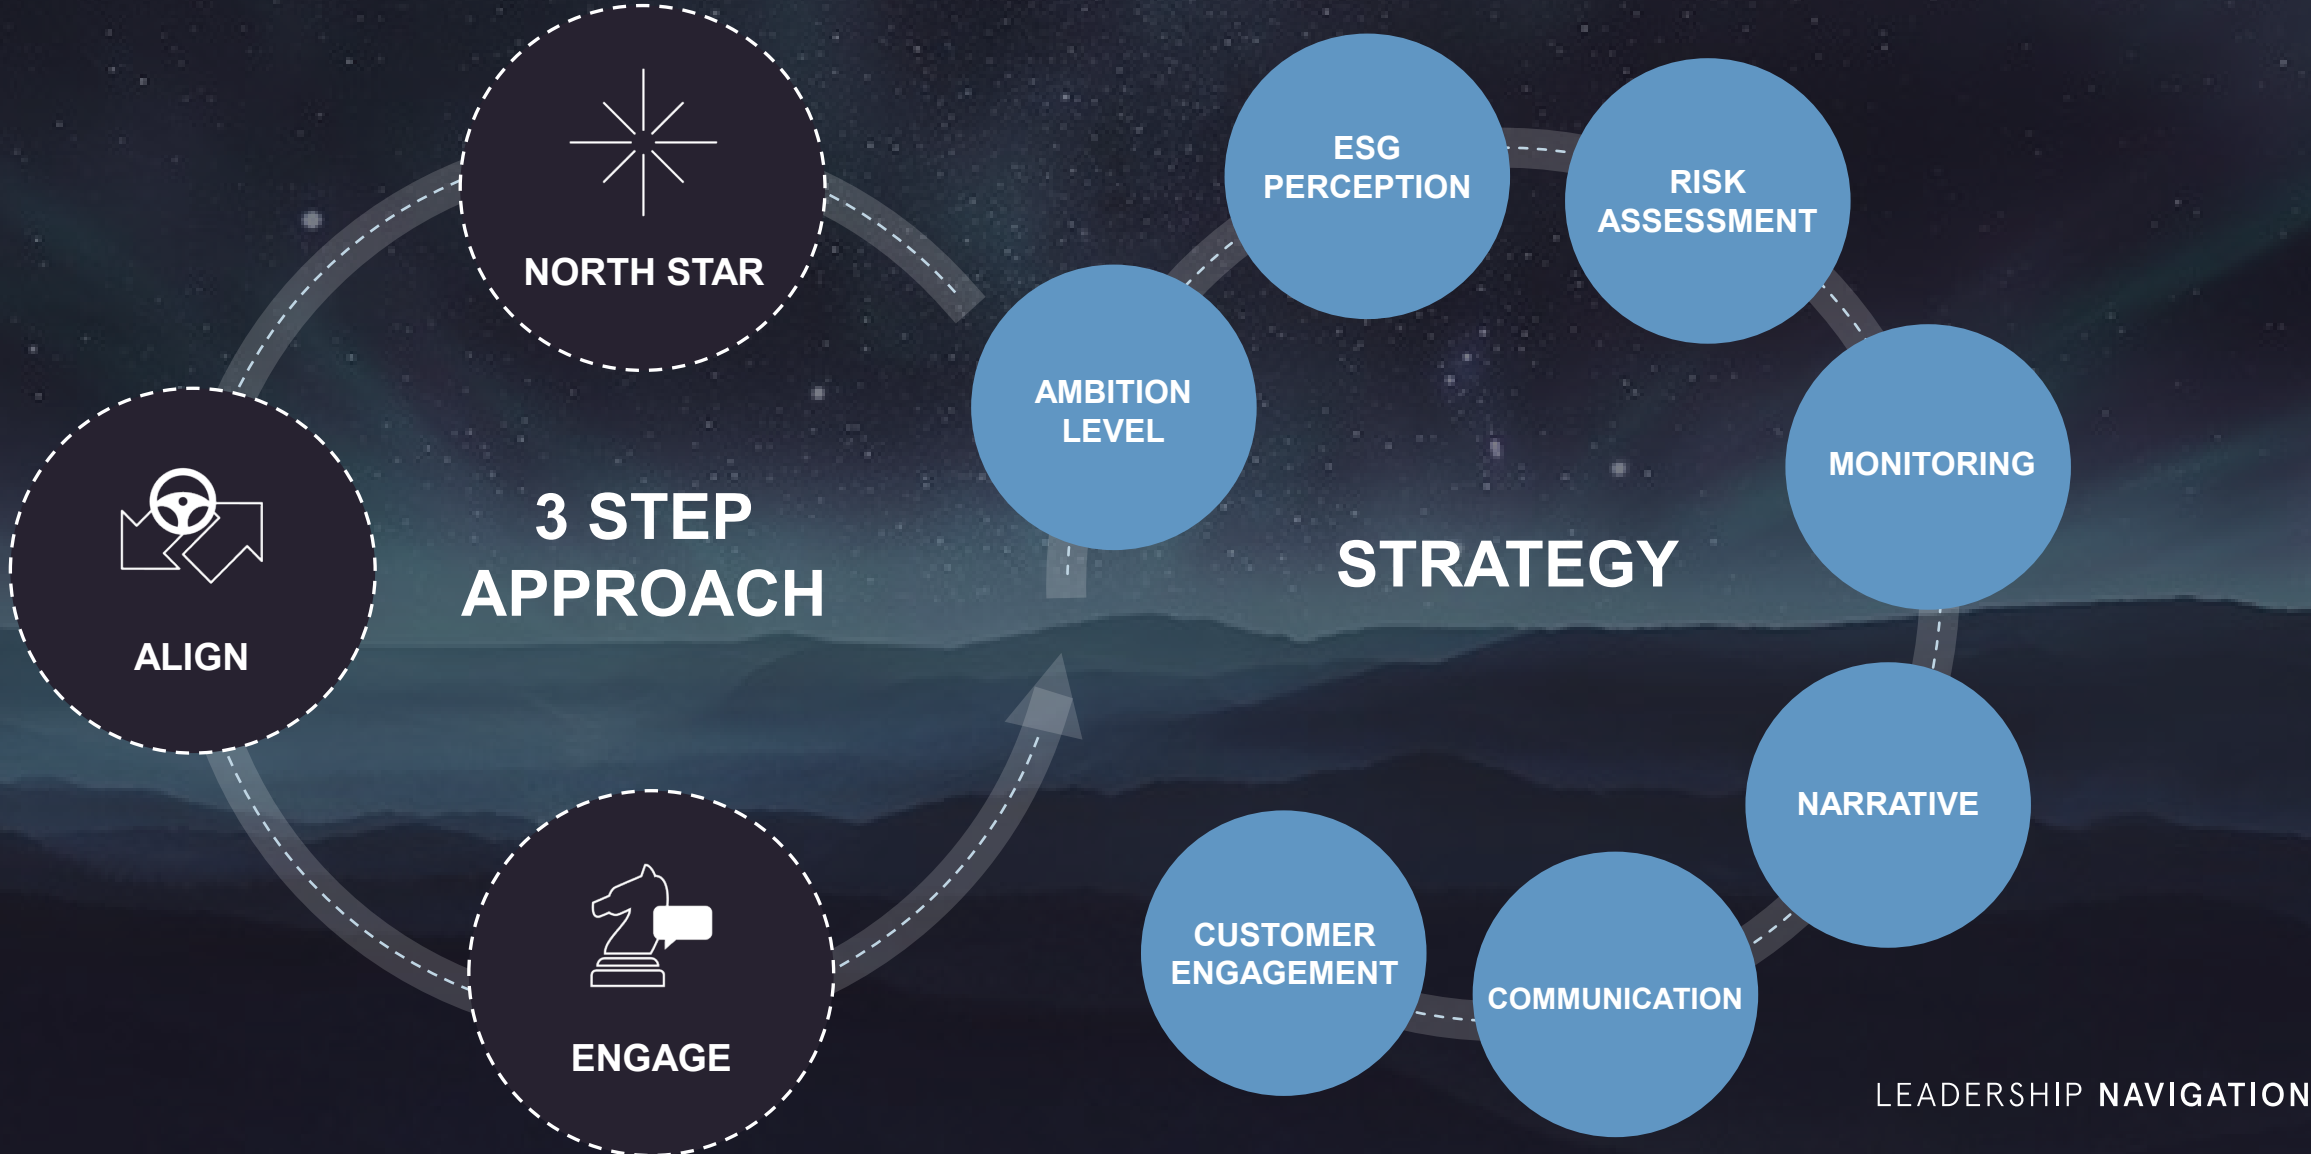 NORTH STAR
ALIGN
ENGAGE
3 STEP
APPROACH
AMBITION
LEVEL
ESG
PERCEPTION
RISK
ASSESSMENT
MONITORING
NARRATIVE
COMMUNICATION
CUSTOMER
ENGAGEMENT
STRATEGY
LEADERSHIP NAVIGATION